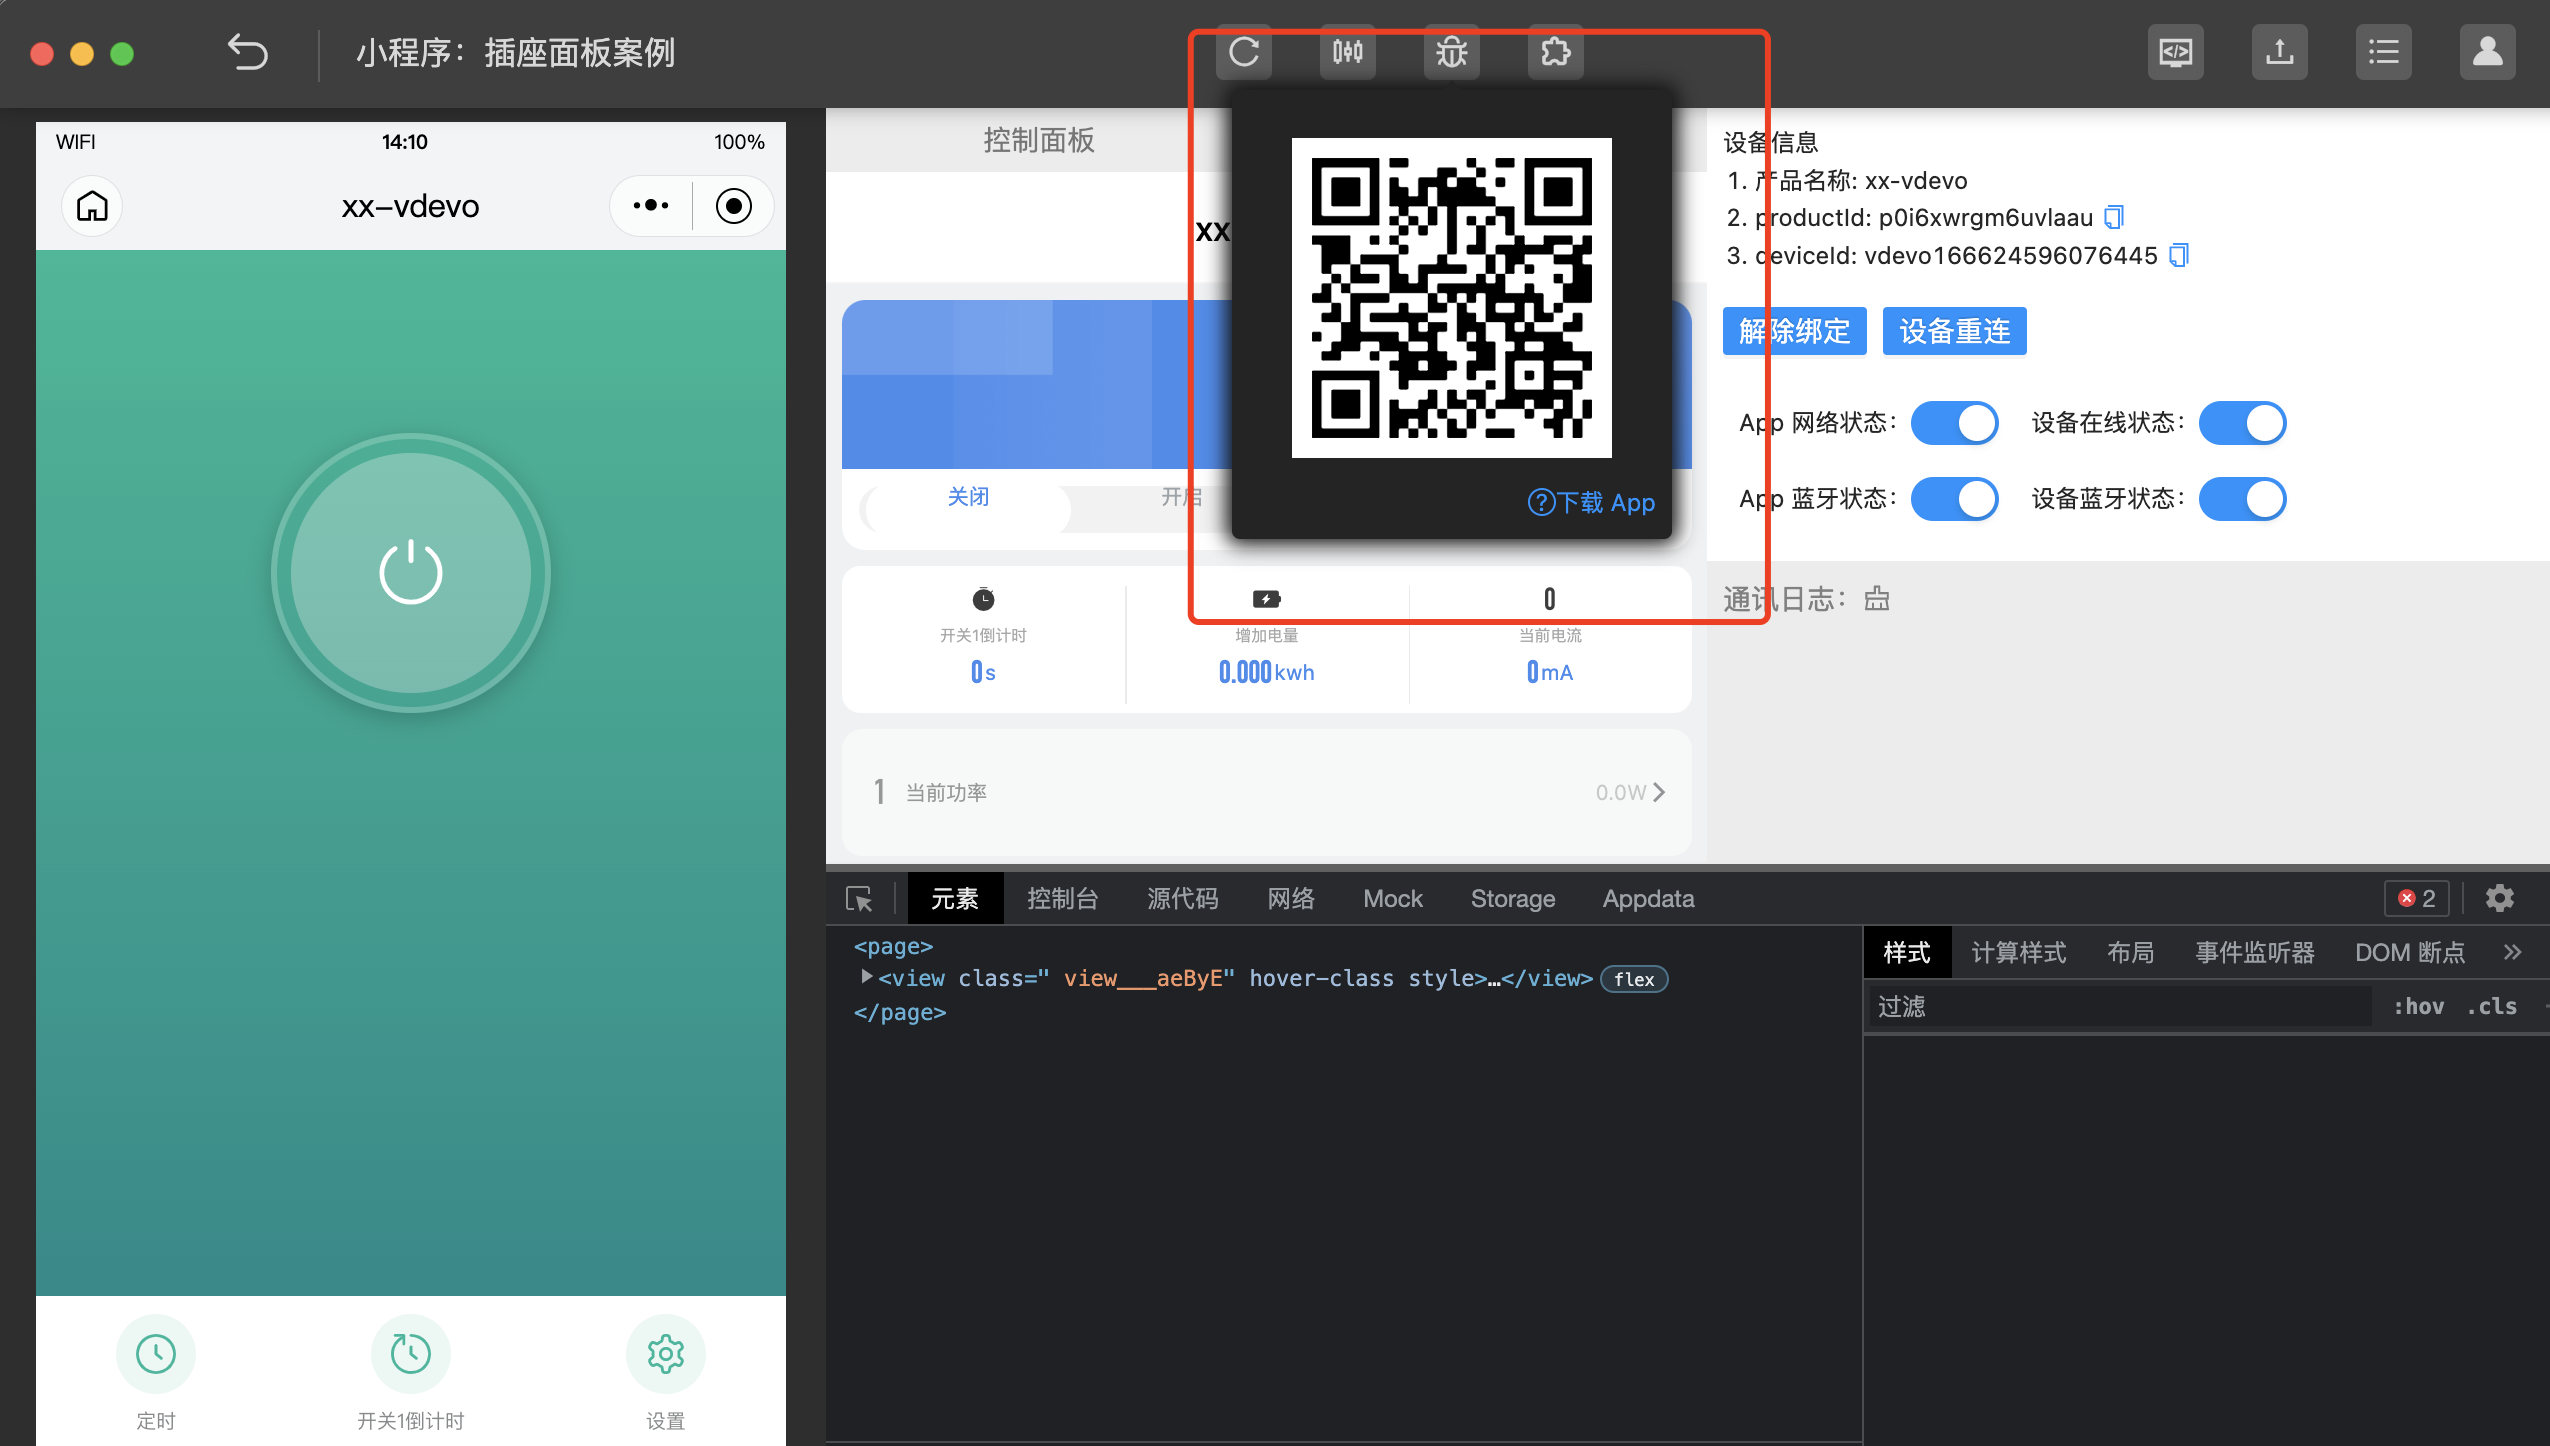 小程序：插座面板案例
WIFI
14:10
100%
xx-vdevo
定时
开关1倒计时
设置
控制面板
xx
关闭
开启
下载 App
开关1倒计时
0s
增加电量
0.000kwh
0
当前电流
0mA
1 当前功率
0.0W
设备信息
1. 产品名称: xx-vdevo
2. productId: p0i6xwrgm6uvlaau
3. deviceId: vdevo166624596076445
解除绑定
设备重连
App 网络状态：
设备在线状态：
App 蓝牙状态：
设备蓝牙状态：
通讯日志：
元素
控制台
源代码
网络
Mock
Storage
Appdata
2
<page>
<view class=" view___aeByE" hover-class style>…</view> flex
</page>
样式
计算样式
布局
事件监听器
DOM 断点
过滤
:hov
.cls